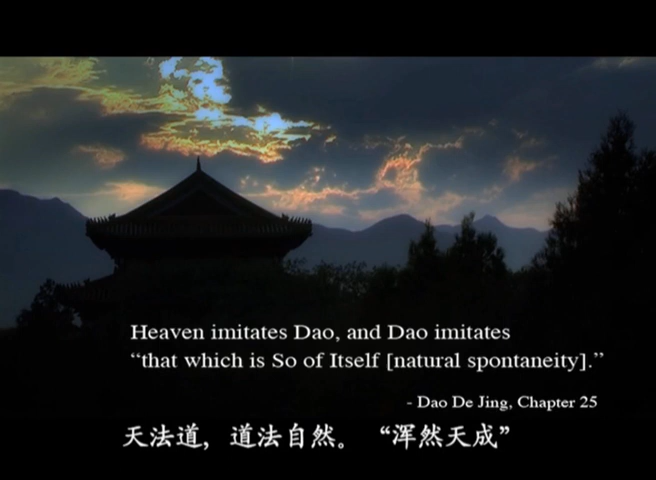 Heaven imitates Dao, and Dao imitates
“that which is So of Itself [natural spontaneity].”
- Dao De Jing, Chapter 25
天法道，道法自然。“浑然天成”